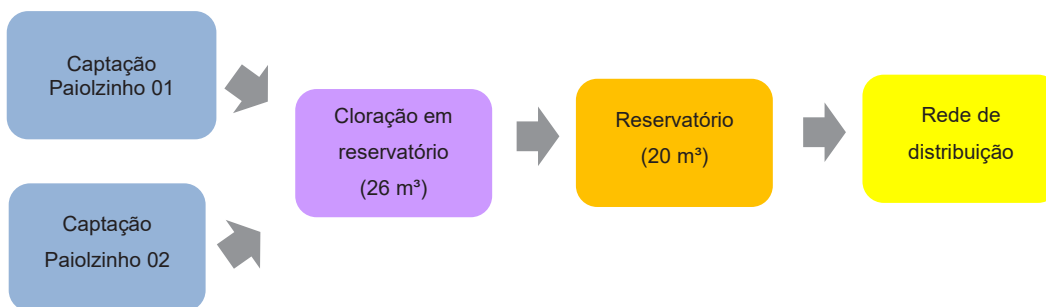 Captação
Paiolzinho 01
Captação
Paiolzinho 02
Cloração em
reservatório
(26 m³)
Reservatório
(20 m³)
Rede de
distribuição